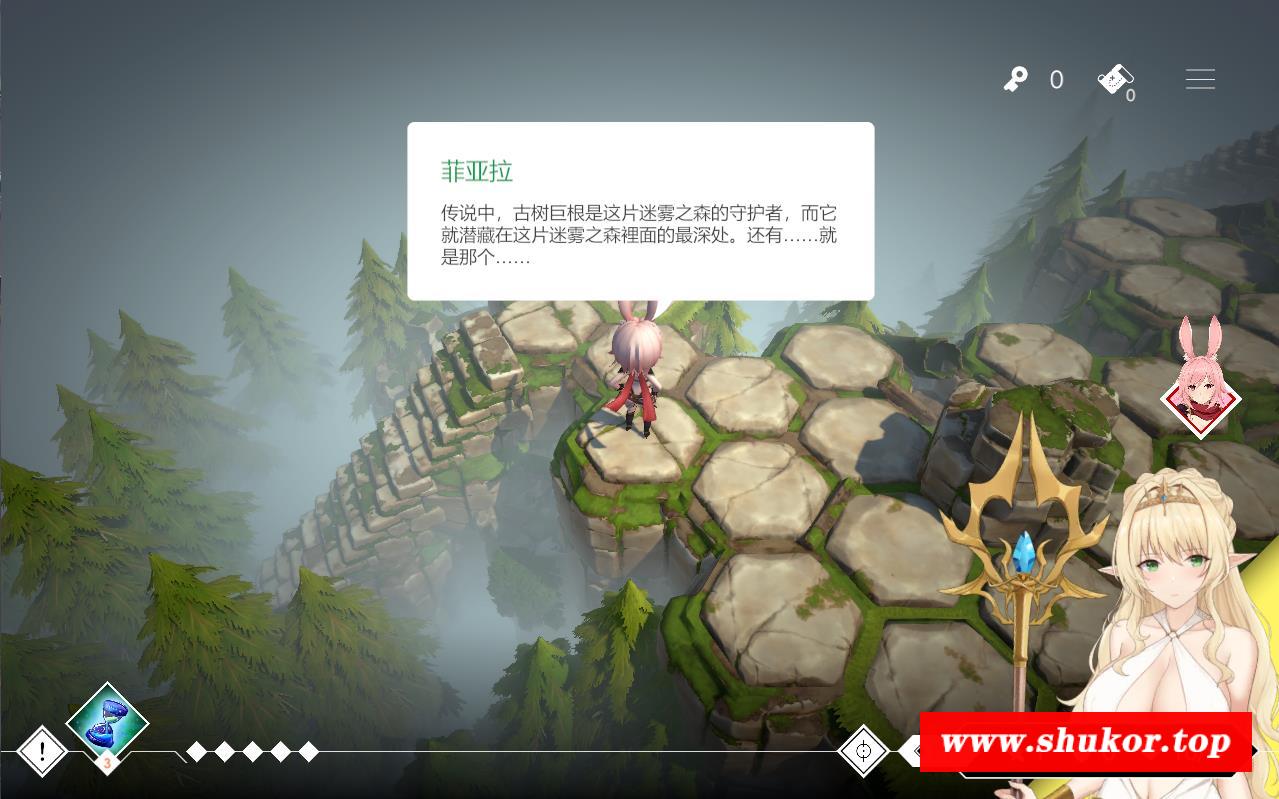 0
0
菲亚拉
传说中，古树巨根是这片迷雾之森的守护者，而它
就潜藏在这片迷雾之森裡面的最深处。还有……就
是那个……
!
3
www.shukor.top